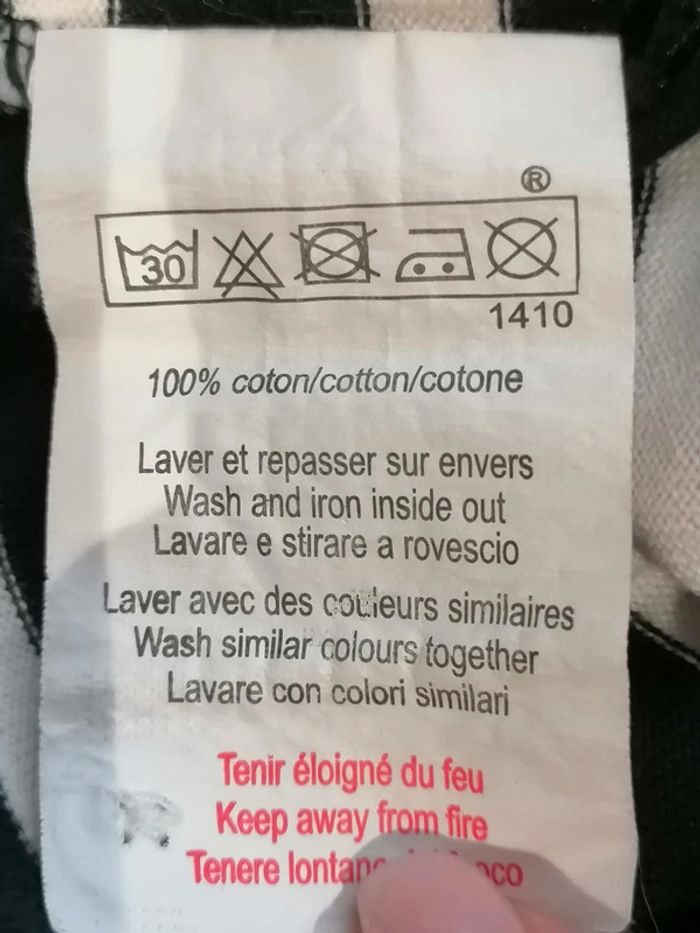 ®
30
1410
100% coton/cotton/cotone
Laver et repasser sur envers
Wash and iron inside out
Lavare e stirare a rovescio
Laver avec des couleurs similaires
Wash similar colours together
Lavare con colori similari
Tenir éloigné du feu
Keep away from fire
Tenere